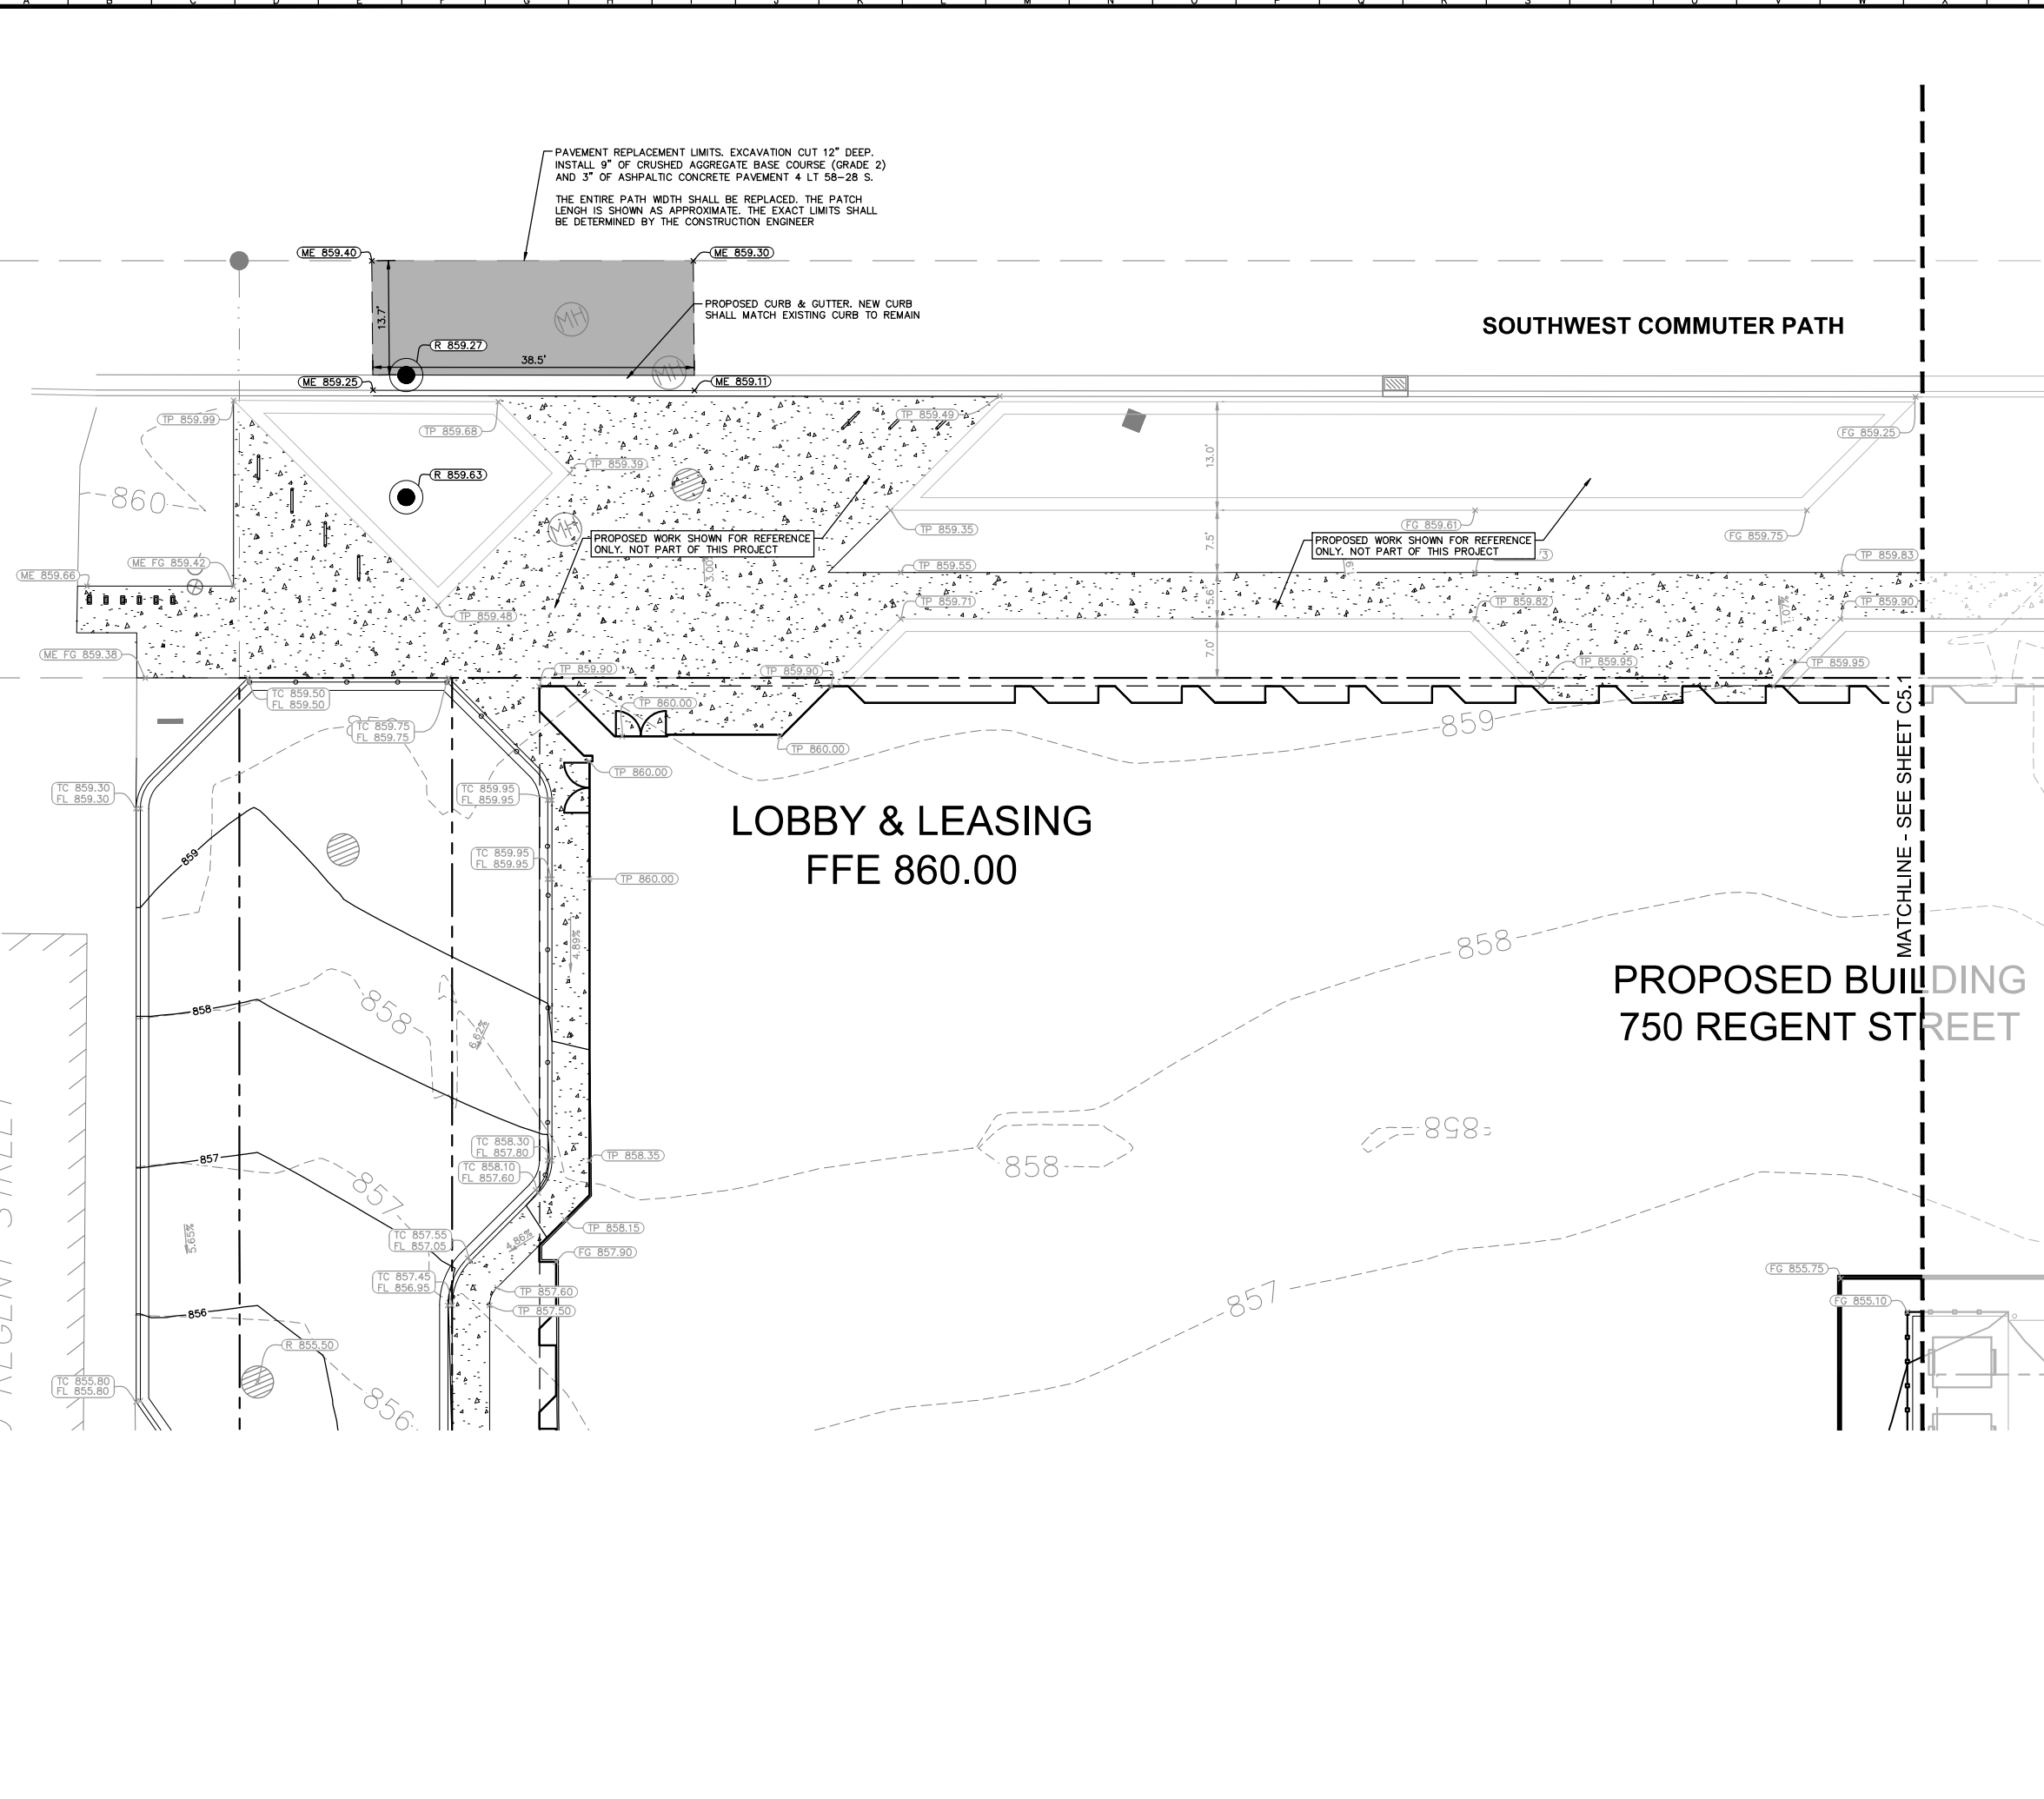 A B C D E F G H J K L M N O P Q R S T U V W X
PAVEMENT REPLACEMENT LIMITS. EXCAVATION CUT 12" DEEP.
INSTALL 9" OF CRUSHED AGGREGATE BASE COURSE (GRADE 2)
AND 3" OF ASHPALTIC CONCRETE PAVEMENT 4 LT 58-28 S.
THE ENTIRE PATH WIDTH SHALL BE REPLACED. THE PATCH
LENGH IS SHOWN AS APPROXIMATE. THE EXACT LIMITS SHALL
BE DETERMINED BY THE CONSTRUCTION ENGINEER
ME 859.40
ME 859.30
13.7'
MH
PROPOSED CURB & GUTTER. NEW CURB
SHALL MATCH EXISTING CURB TO REMAIN
SOUTHWEST COMMUTER PATH
R 859.27
38.5'
MH
ME 859.25
ME 859.11
TP 859.99
TP 859.68
TP 859.49
FG 859.25
13.0'
TP 859.39
R 859.63
860
MH
TP 859.35
FG 859.61
FG 859.75
PROPOSED WORK SHOWN FOR REFERENCE
ONLY. NOT PART OF THIS PROJECT
7.5'
PROPOSED WORK SHOWN FOR REFERENCE
ONLY. NOT PART OF THIS PROJECT
TP 859.83
ME FG 859.42
ME 859.66
TP 859.55
3.00'
5.6'
TP 859.71
TP 859.82
1.07%
TP 859.90
TP 859.48
7.0'
ME FG 859.38
TP 859.90
TP 859.90
TP 859.95
TP 859.95
TC 859.50
FL 859.50
TP 860.00
TC 859.75
FL 859.75
859
TP 860.00
TP 860.00
TC 859.30
FL 859.30
TC 859.95
FL 859.95
LOBBY & LEASING
FFE 860.00
MATCHLINE - SEE SHEET C5.1
859
TC 859.95
FL 859.95
TP 860.00
4.89%
858
PROPOSED BUILDING
750 REGENT STREET
858
858
6.62%
TC 858.30
FL 857.80
858
858
857
TP 858.35
TC 858.10
FL 857.60
857
TP 858.15
5.65%
TC 857.55
FL 857.05
4.86%
FG 857.90
FG 855.75
TC 857.45
FL 856.95
TP 857.60
857
856
TP 857.50
FG 855.10
R 855.50
TC 855.80
FL 855.80
856
REGENT STREET